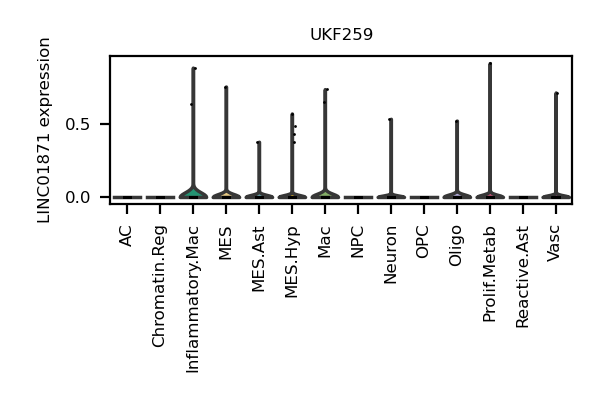 UKF259
LINC01871 expression
0.5
0.0
AC
Chromatin.Reg
Inflammatory.Mac
MES
MES.Ast
MES.Hyp
Mac
NPC
Neuron
OPC
Oligo
Prolif.Metab
Reactive.Ast
Vasc